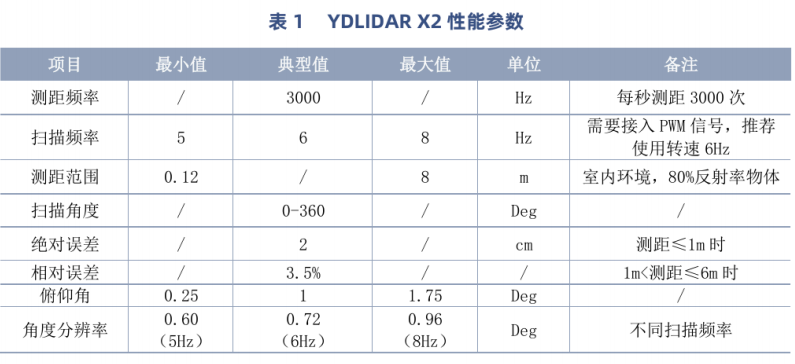 表 1 YDLIDAR X2 性能参数
项目 最小值 典型值 最大值 单位 备注
测距频率 / 3000 / Hz 每秒测距 3000 次
扫描频率 5 6 8 Hz 需要接入 PWM 信号，推荐
使用转速 6Hz
测距范围 0.12 / 8 m 室内环境，80%反射率物体
扫描角度 / 0-360 / Deg /
绝对误差 / 2 / cm 测距≤1m 时
相对误差 / 3.5% / / 1m<测距≤6m 时
俯仰角 0.25 1 1.75 Deg /
角度分辨率 0.60 0.72 0.96 Deg 不同扫描频率
（5Hz） （6Hz） （8Hz）